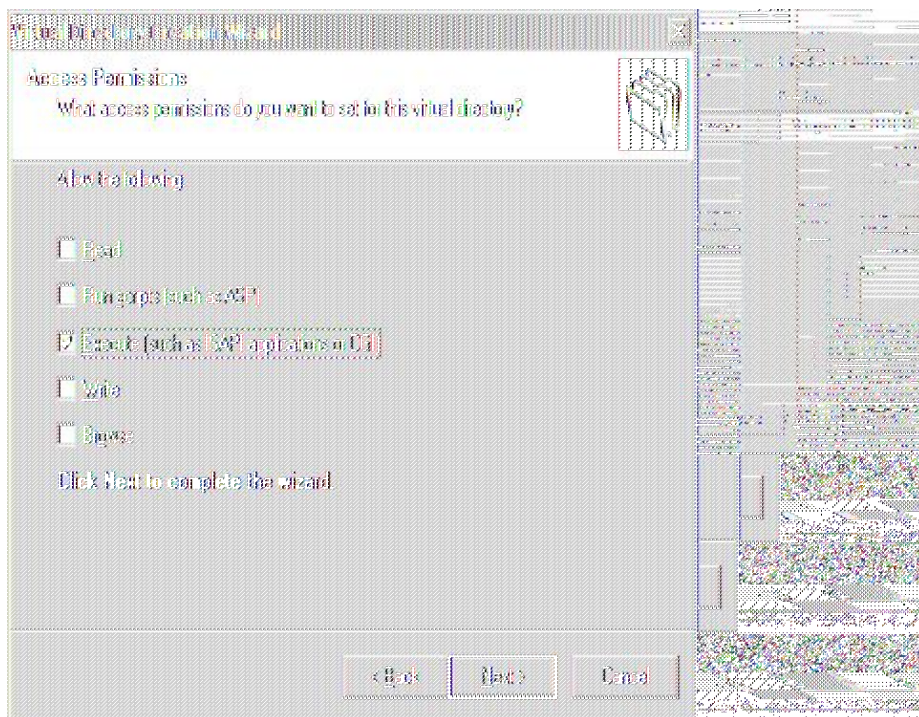 Virtual Directory Creation Wizard
Access Permissions
What access permissions do you want to set for this virtual directory?
Allow the following
Read
Run scripts (such as ASP)
Execute (such as ISAPI applications or CGI)
Write
Browse
Click Next to complete the wizard
< Back
Next >
Cancel